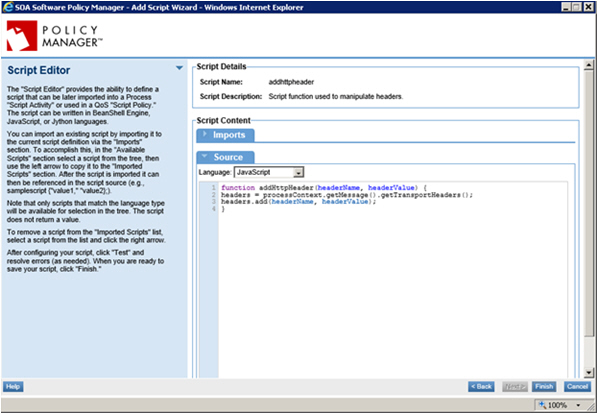 SOA Software Policy Manager - Add Script Wizard - Windows Internet Explorer
POLICY
MANAGER™
Script Editor
The "Script Editor" provides the ability to define a
script that can be later imported into a Process
"Script Activity" or used in a QoS "Script Policy."
The script can be written in BeanShell Engine,
JavaScript, or Jython languages.
You can import an existing script by importing it to
the current script definition via the "Imports"
section. To accomplish this, in the "Available
Scripts" section select a script from the tree, then
use the left arrow to copy it to the "Imported
Scripts" section. After the script is imported it can
then be referenced in the script source (e.g.,
samplescript ("value1," "value2);).
Note that only scripts that match the language type
will be available for selection in the tree. The script
does not return a value.
To remove a script from the "Imported Scripts" list,
select a script from the list and click the right arrow.
After configuring your script, click "Test" and
resolve errors (as needed). When you are ready to
save your script, click "Finish."
Script Details
Script Name: addhttpheader
Script Description: Script function used to manipulate headers.
Script Content
Imports
Source
Language: JavaScript
1 function addHttpHeader(headerName, headerValue) {
2 headers = processContext.getMessage().getTransportHeaders();
3 headers.add(headerName, headerValue);
4 }
Help
< Back
Next >
Finish
Cancel
100%